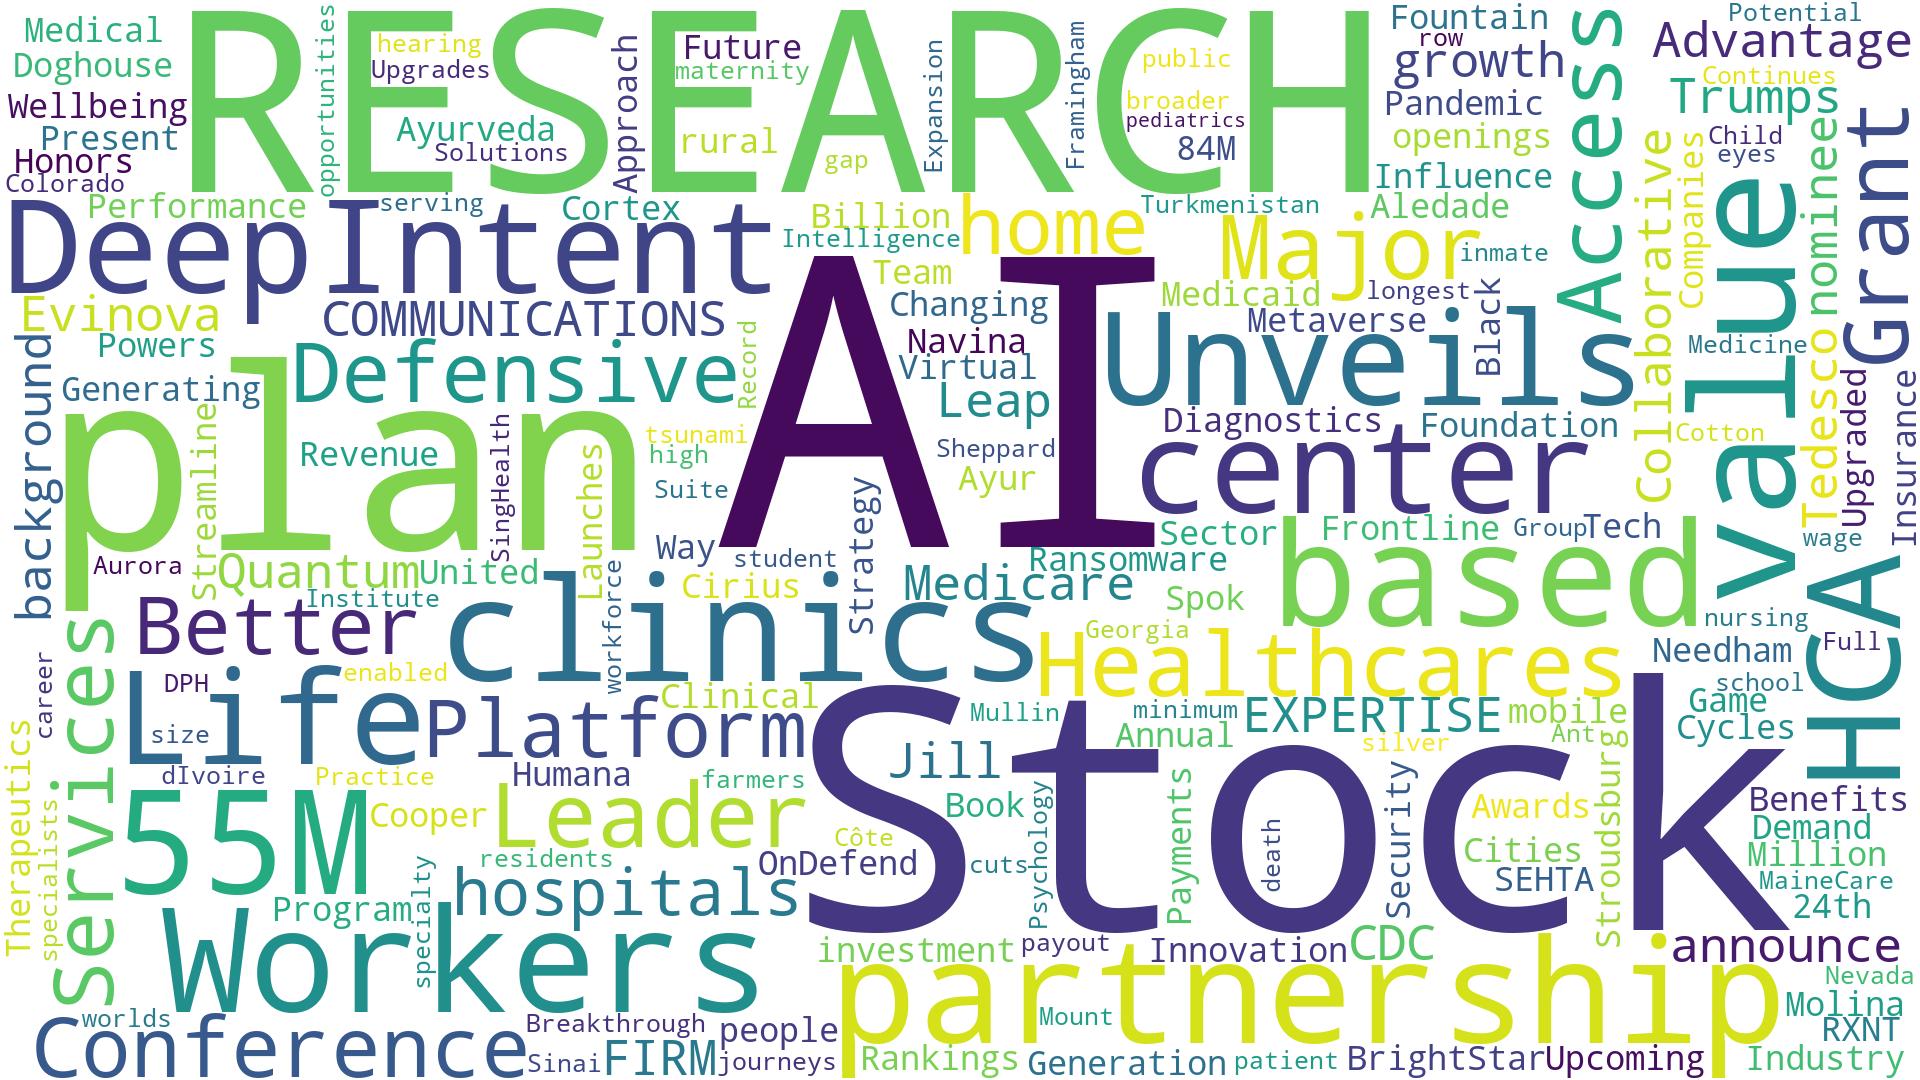 Medical
Doghouse
Wellbeing
Present
Honors
Colorado
RESEARCH
opportunities
hearing
Upgrades
Ayurveda
Solutions
Approach
Future
maternity
rural
gap
Expansion
Framingham
public
broader
pediatrics
84M
Fountain
row
growth
Pandemic
openings
Influence
Access
Potential
Advantage
Continues
Trumps
Child
eyes
Collaborative
Companies
nominee
Grant
Performance
serving
Cortex
Billion
Intelligence
home
Turkmenistan
Aledade
DeepIntent
Team
Major
inmate
Evinova
COMMUNICATIONS
Changing
Medicaid
longest
Powers
Defensive
Record
AI
Navina
Virtual
Unveils
Metaverse
Black
value
Medicine
background
Generating
plan
Streamline
Revenue
SingHealth
Launches
tsunami
high
Suite
Leap
Sheppard
Ayur
Diagnostics
Foundation
center
Cotton
Tedesco
Upgraded
Insurance
Aurora
Quantum
United
Institute
Way
student
Strategy
Ransomware
Sector
Frontline
Group
Tech
wage
based
Better
clinics
workforce
Cirius
Medicare
Spok
Georgia
Healthcares
nursing
Needham
Full
HCA
school
career
services
DPH
Life
enabled
Platform
Clinical
Mullin
minimum
EXPERTISE
mobile
Game
Cycles
size
Annual
silver
Ant
Stroudsburg
Therapeutics
specialists
dIvoire
Practice
Humana
farmers
Stock
Jill
Book
Psychology
Payments
Security
Awards
Benefits
55M
Cooper
Leader
Côte
death
Cities
Demand
Million
residents
OnDefend
cuts
SEHTA
MaineCare
24th
Program
specialty
hospitals
Workers
investment
payout
Innovation
CDC
announce
partnership
Nevada
Molina
worlds
Conference
Breakthrough
people
Mount
RXNT
Sinai
FIRM
journeys
Rankings
Generation
patient
BrightStar
Upcoming
Industry